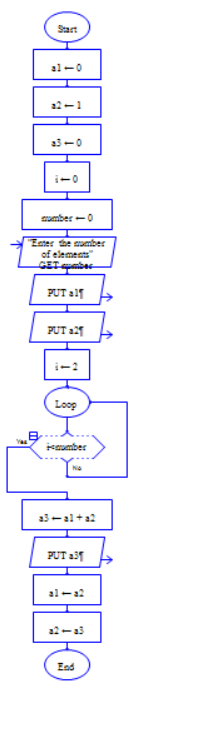 Start
a1 ← 0
a2 ← 1
a3 ← 0
i ← 0
number ← 0
"Enter the number
of elements"
GET number
PUT a1¶
PUT a2¶
i ← 2
Loop
Yes
i<number
No
a3 ← a1 + a2
PUT a3¶
a1 ← a2
a2 ← a3
End